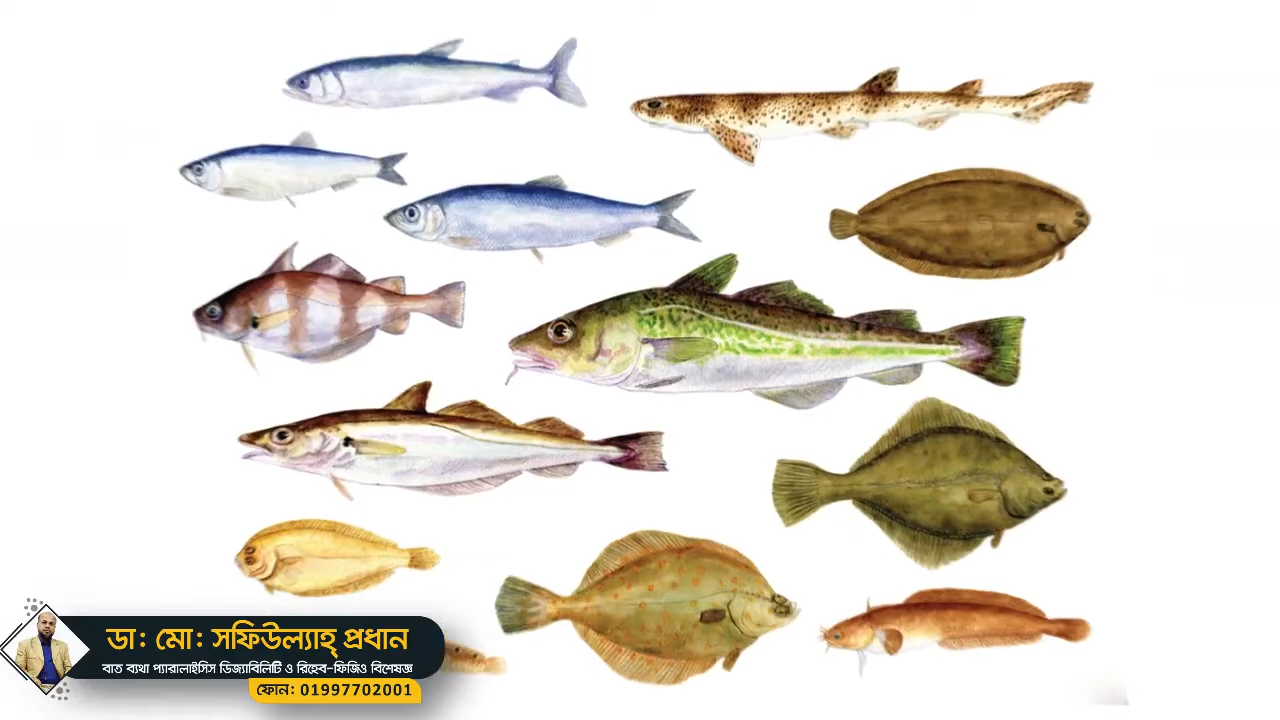 ডা: মো: সফিউল্যাহ্ প্রধান
বাত ব্যথা প্যারালাইসিস ডিজ্যাবিলিটি ও রিহেব-ফিজিও বিশেষজ্ঞ
ফোন: 01997702001